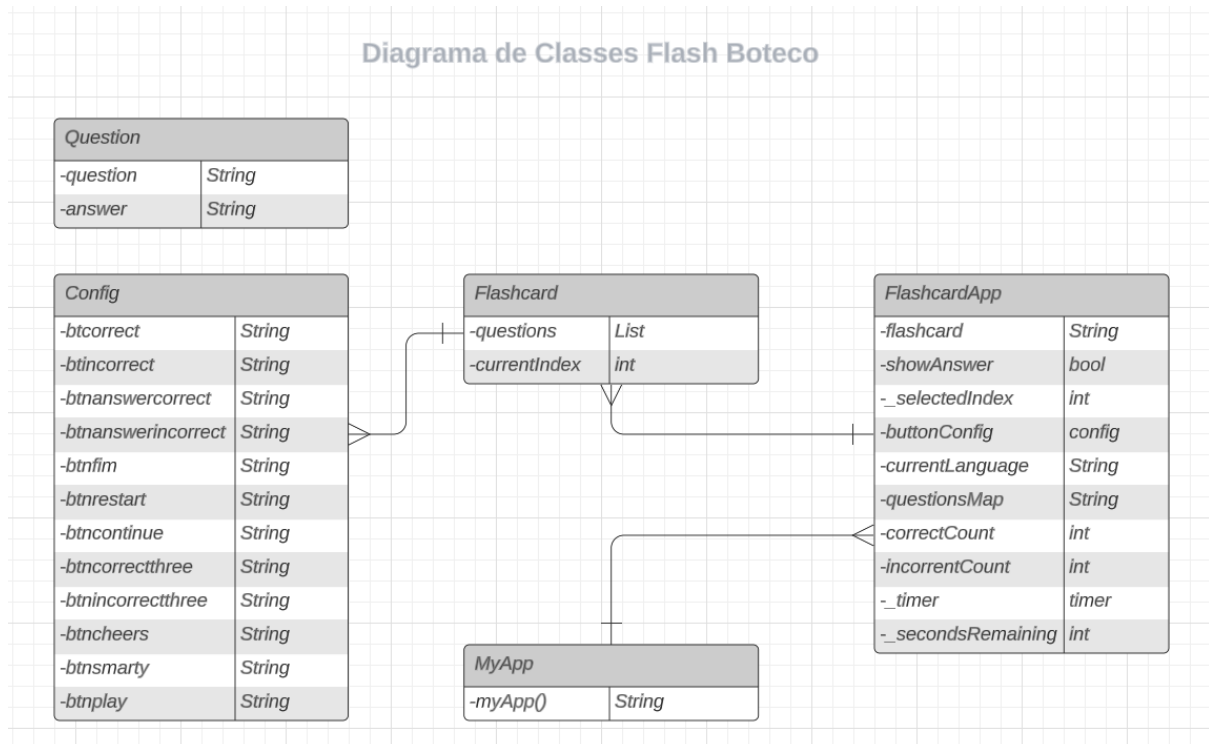 Diagrama de Classes Flash Boteco
Question
-question String
-answer String
Config
-btcorrect String
-btincorrect String
-btnanswercorrect String
-btnanswerincorrect String
-btnfim String
-btnrestart String
-btncontinue String
-btncorrectthree String
-btnincorrectthree String
-btncheers String
-btnsmarty String
-btnplay String
Flashcard
-questions List
-currentIndex int
FlashcardApp
-flashcard String
-showAnswer bool
-_selectedIndex int
-buttonConfig config
-currentLanguage String
-questionsMap String
-correctCount int
-incorrentCount int
-_timer timer
-_secondsRemaining int
MyApp
-myApp() String